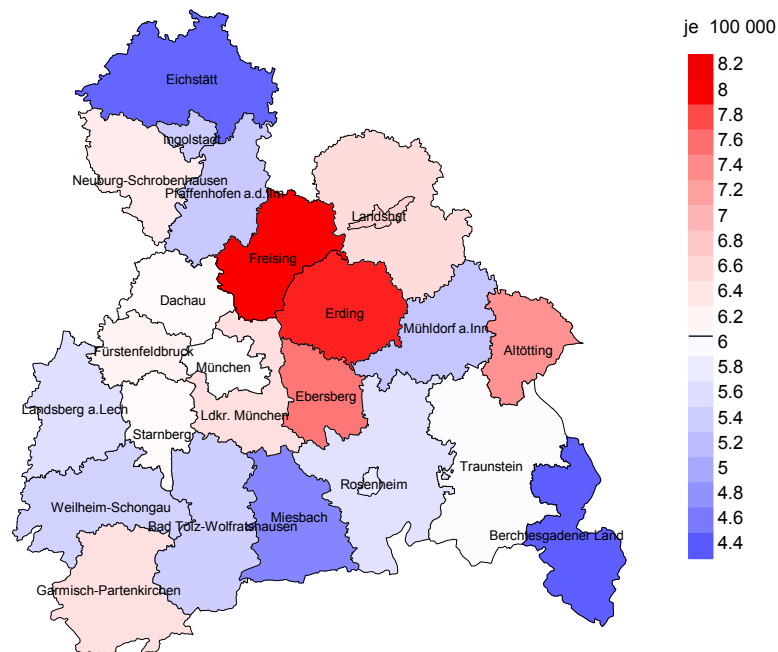 je 100 000
Eichstätt
Ingolstadt
Neuburg-Schrobenhausen
Pfaffenhofen a.d.Ilm
Landshut
Freising
Dachau
Erding
Mühldorf a.Inn
Altötting
Fürstenfeldbruck
München
Ebersberg
Landsberg a.Lech
Ldkr. München
Starnberg
Traunstein
Rosenheim
Weilheim-Schongau
Miesbach
Bad Tölz-Wolfratshausen
Berchtesgadener Land
Garmisch-Partenkirchen
8.2
8
7.8
7.6
7.4
7.2
7
6.8
6.6
6.4
6.2
6
5.8
5.6
5.4
5.2
5
4.8
4.6
4.4